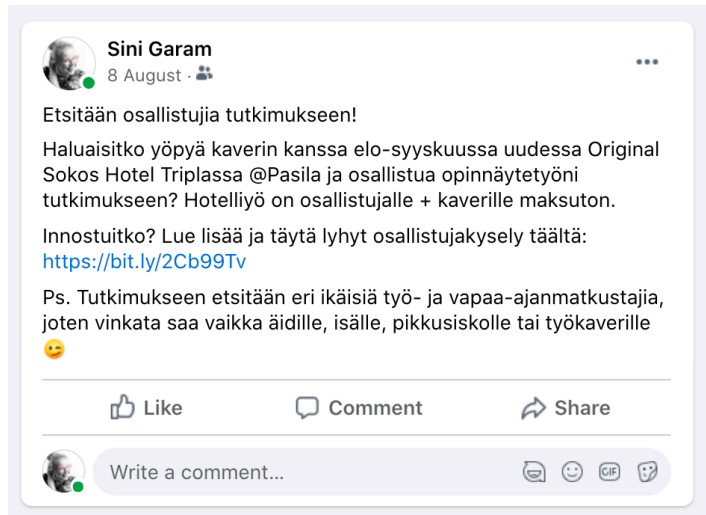 Sini Garam
8 August ·
Etsitään osallistujia tutkimukseen!
Haluaisitko yöpyä kaverin kanssa elo-syyskuussa uudessa Original
Sokos Hotel Triplassa @Pasila ja osallistua opinnäytetyöni
tutkimukseen? Hotelliyö on osallistujalle + kaverille maksuton.
Innostuitko? Lue lisää ja täytä lyhyt osallistujakysely täältä:
https://bit.ly/2Cb99Tv
Ps. Tutkimukseen etsitään eri ikäisiä työ- ja vapaa-ajanmatkustajia,
joten vinkata saa vaikka äidille, isälle, pikkusiskolle tai työkaverille
😉
Like Comment Share
Write a comment... GIF